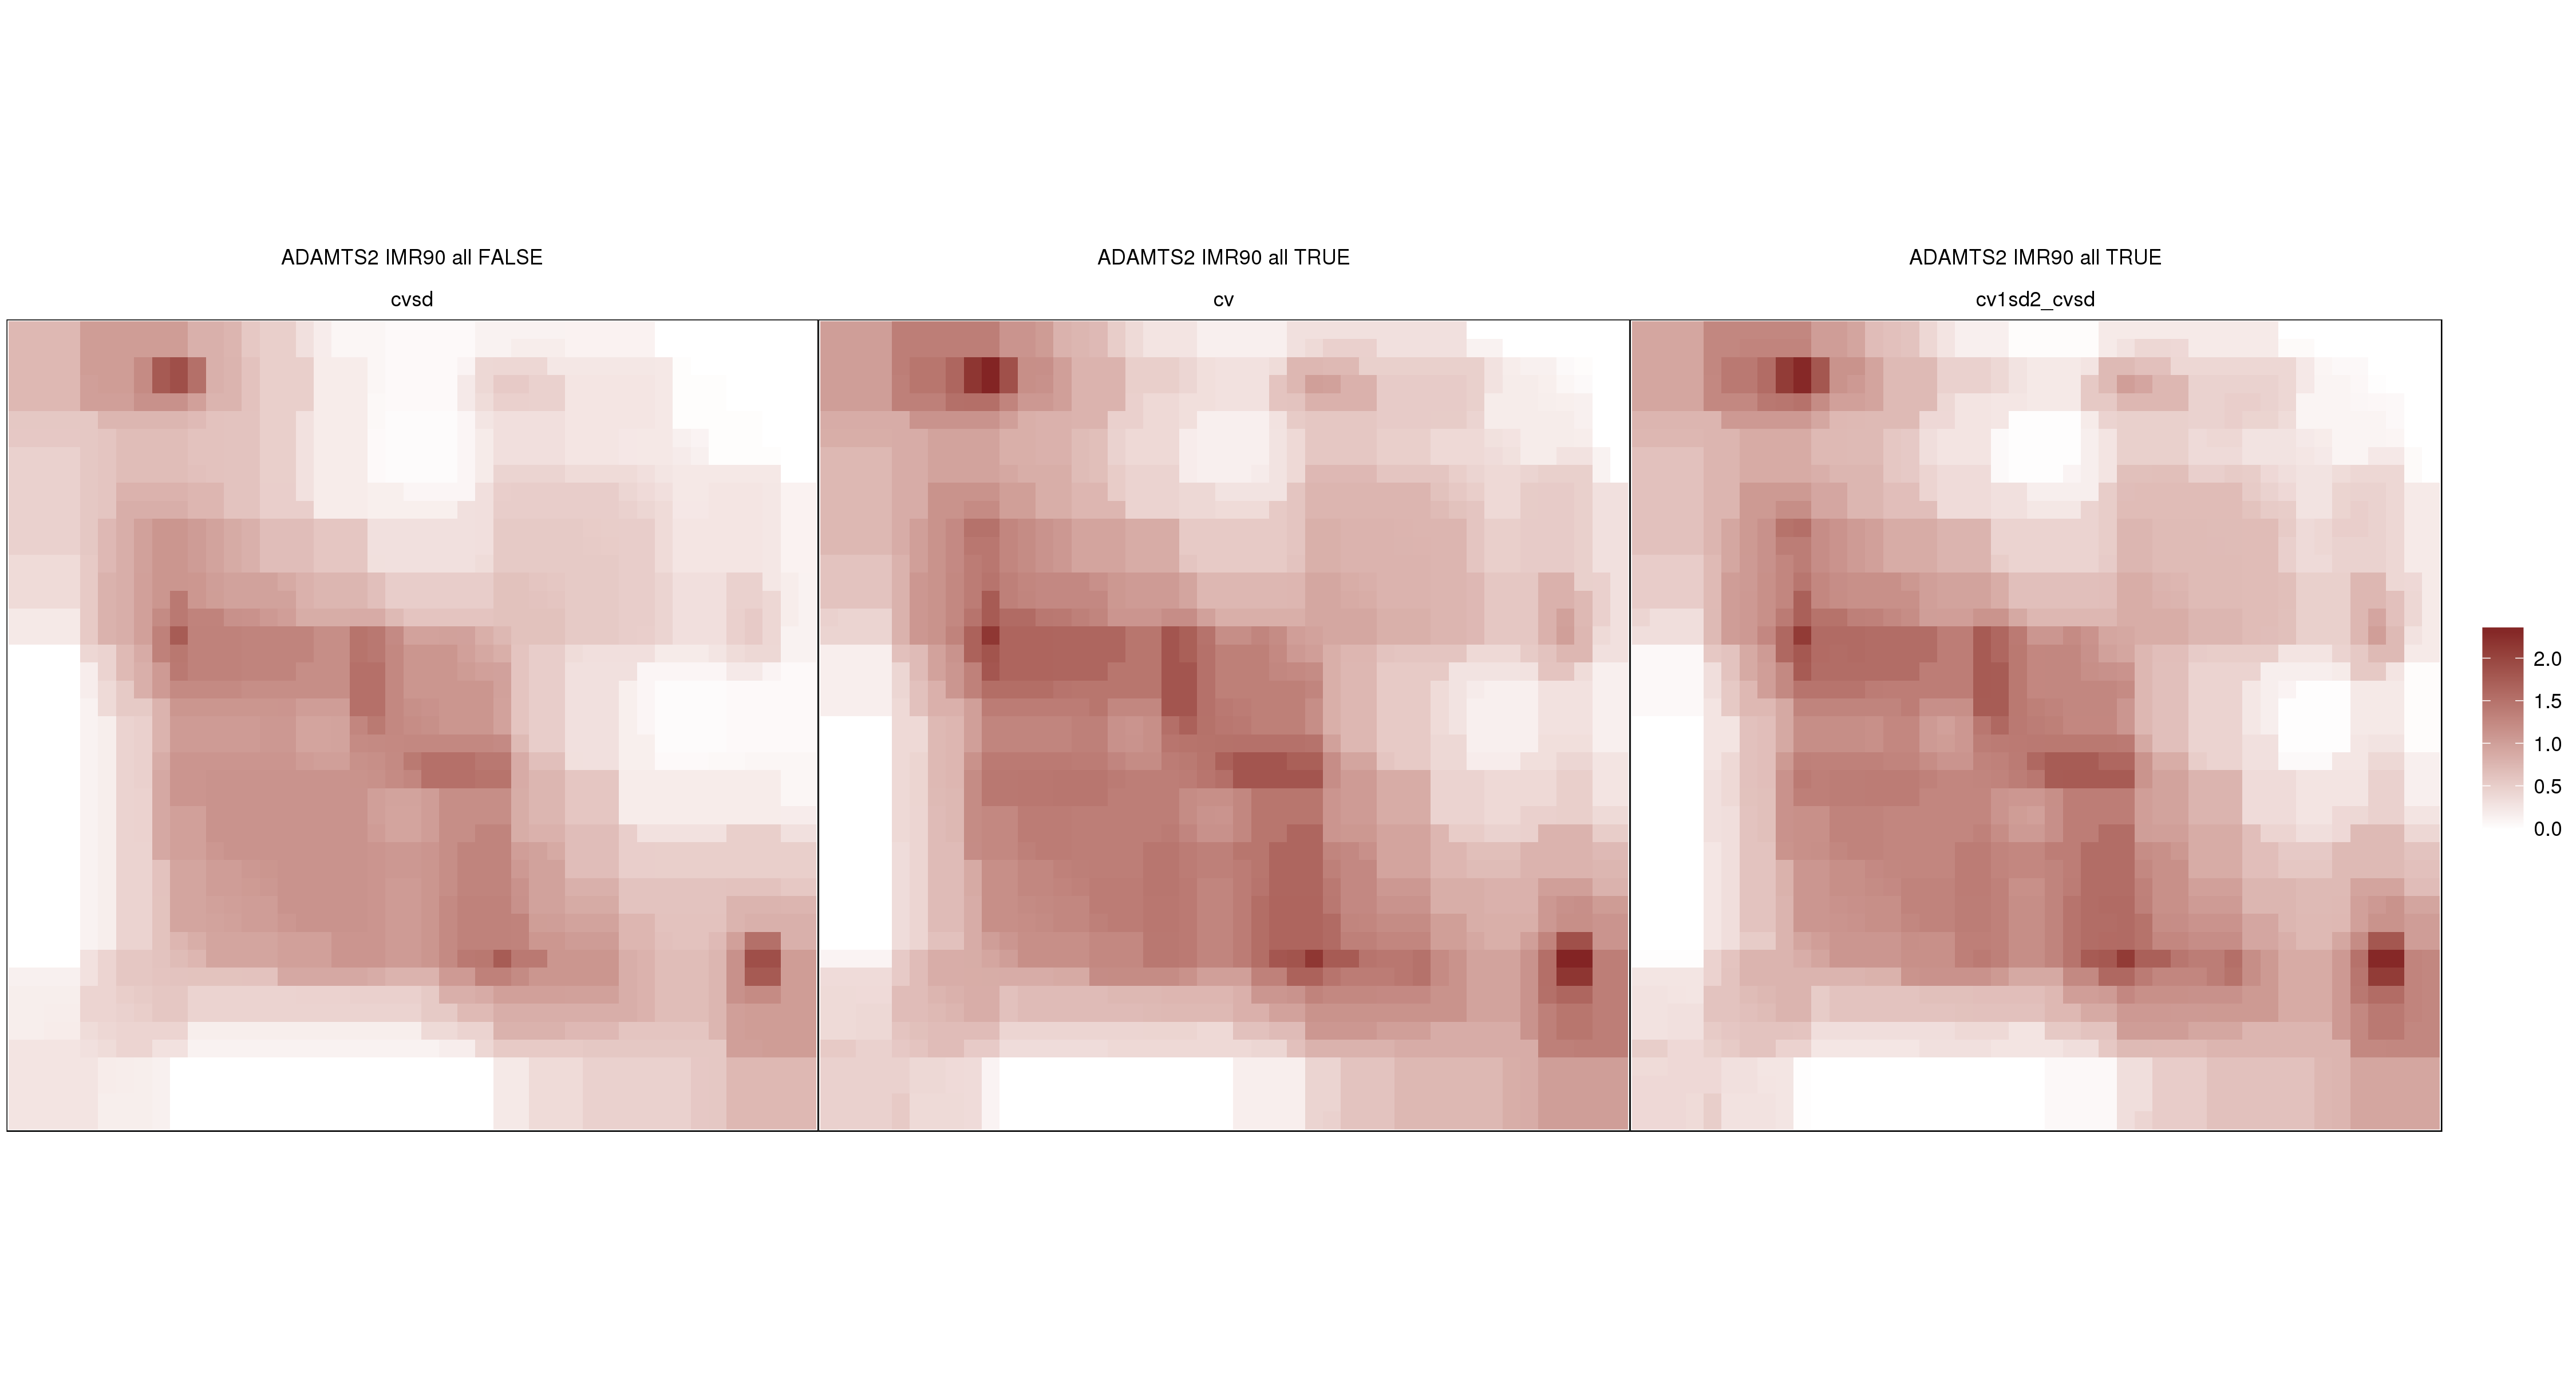 ADAMTS2 IMR90 all FALSE
cvsd
ADAMTS2 IMR90 all TRUE
cv
ADAMTS2 IMR90 all TRUE
cv1sd2_cvsd
2.0
1.5
1.0
0.5
0.0